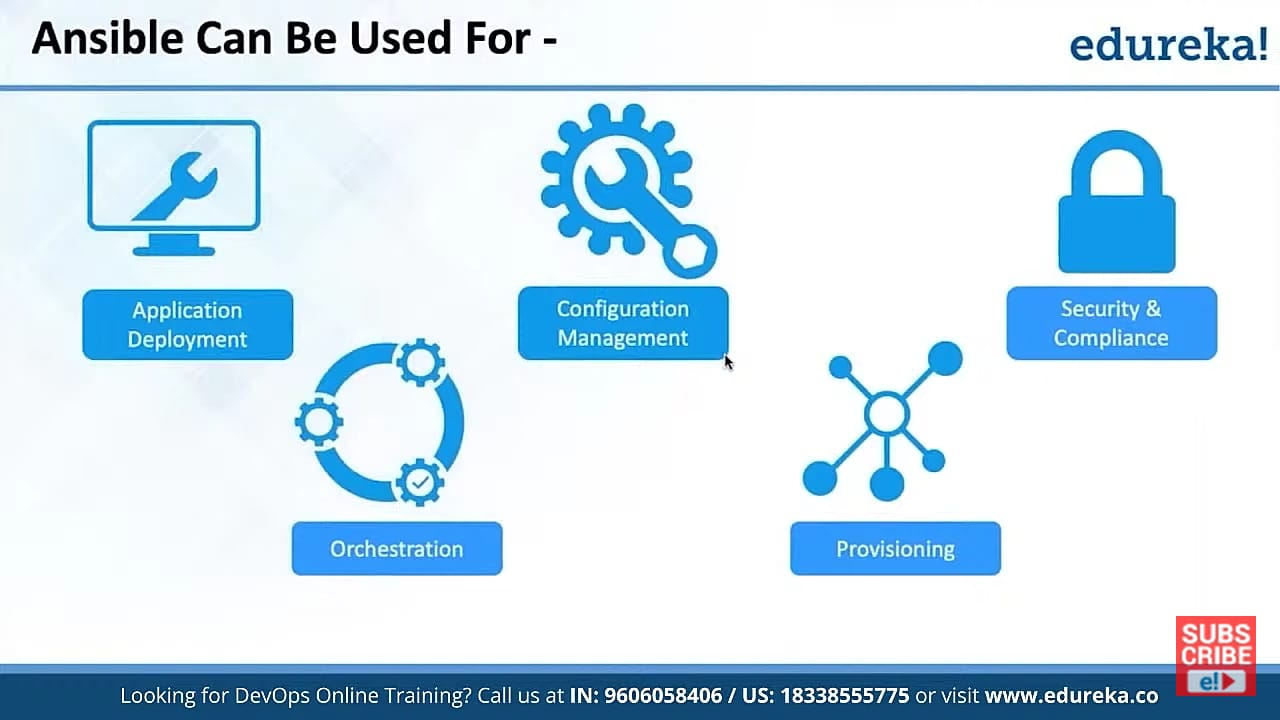 Ansible Can Be Used For -
edureka!
Application
Deployment
Configuration
Management
Security &
Compliance
Orchestration
Provisioning
SUBS
CRIBE
e!
Looking for DevOps Online Training? Call us at IN: 9606058406 / US: 18338555775 or visit www.edureka.co